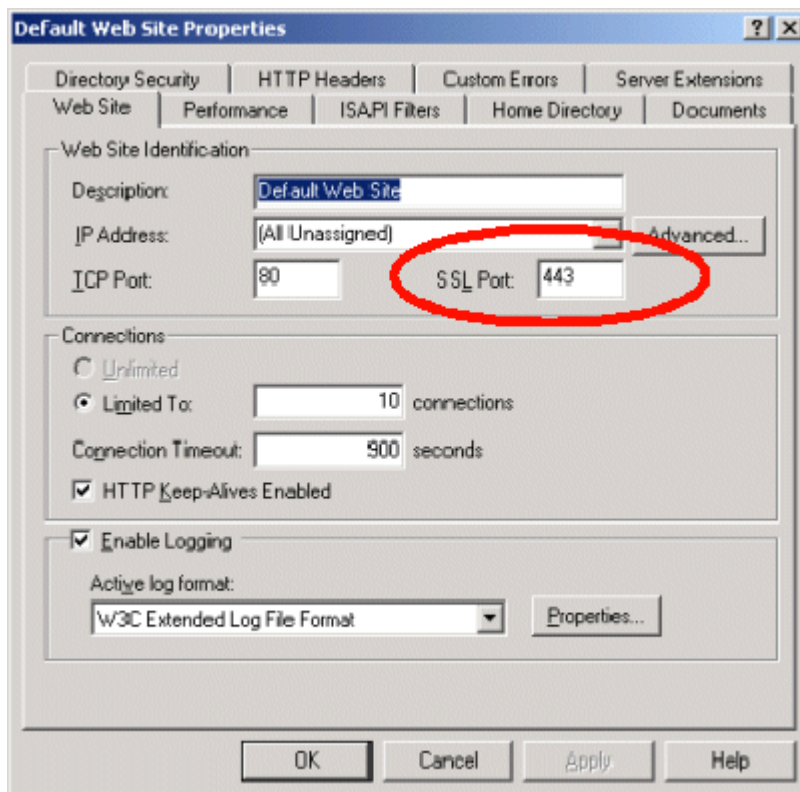 Default Web Site Properties
Directory Security HTTP Headers Custom Errors Server Extensions
Web Site Performance ISAPI Filters Home Directory Documents
Web Site Identification
Description: Default Web Site
IP Address: (All Unassigned) Advanced...
TCP Port: 80 SSL Port: 443
Connections
Unlimited
Limited To: 10 connections
Connection Timeout: 900 seconds
HTTP Keep-Alives Enabled
Enable Logging
Active log format:
W3C Extended Log File Format Properties...
OK Cancel Apply Help